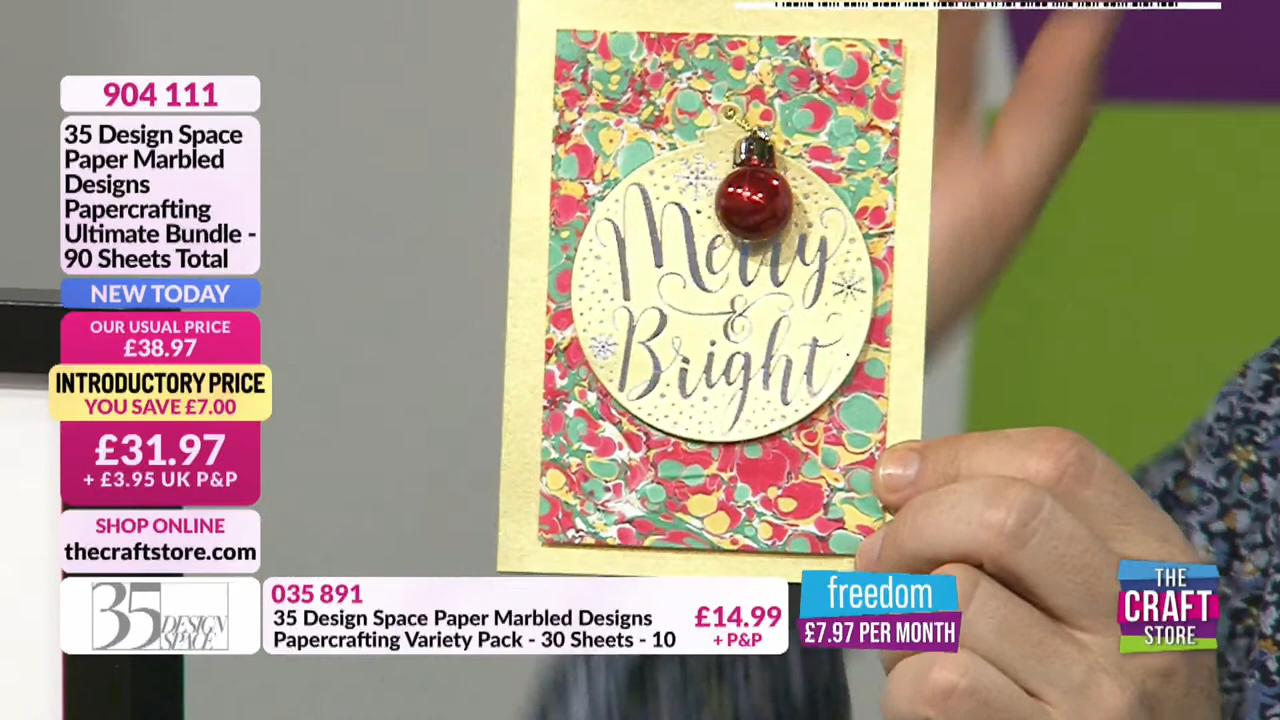 904 111
35 Design Space
Paper Marbled
Designs
Papercrafting
Ultimate Bundle -
90 Sheets Total
NEW TODAY
OUR USUAL PRICE
£38.97
INTRODUCTORY PRICE
YOU SAVE £7.00
£31.97
+ £3.95 UK P&P
SHOP ONLINE
thecraftstore.com
Merry
&
Bright
35 DESIGN
SPACE
035 891
35 Design Space Paper Marbled Designs
Papercrafting Variety Pack - 30 Sheets - 10
£14.99
+ P&P
freedom
£7.97 PER MONTH
THE
CRAFT
STORE